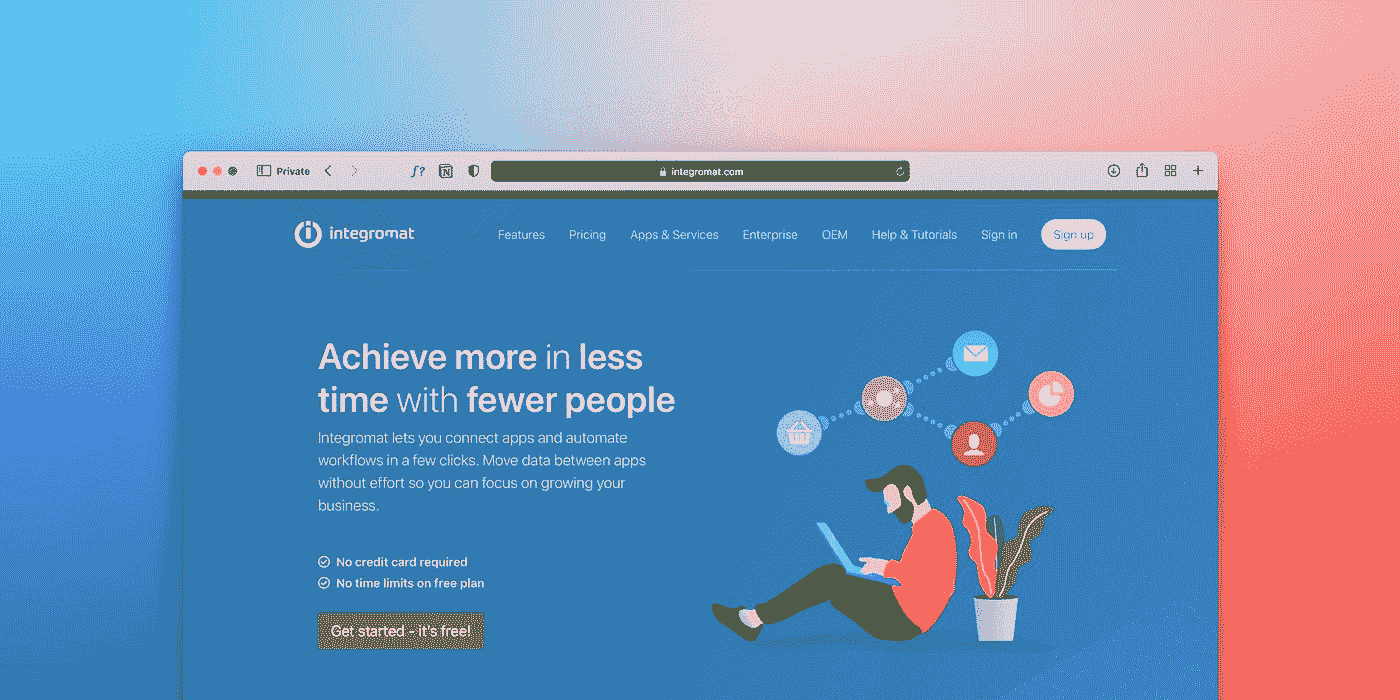 Private
integromat.com
integromat
Features Pricing Apps & Services Enterprise OEM Help & Tutorials Sign in Sign up
Achieve more in less
time with fewer people
Integromat lets you connect apps and automate
workflows in a few clicks. Move data between apps
without effort so you can focus on growing your
business.
No credit card required
No time limits on free plan
Get started - it's free!